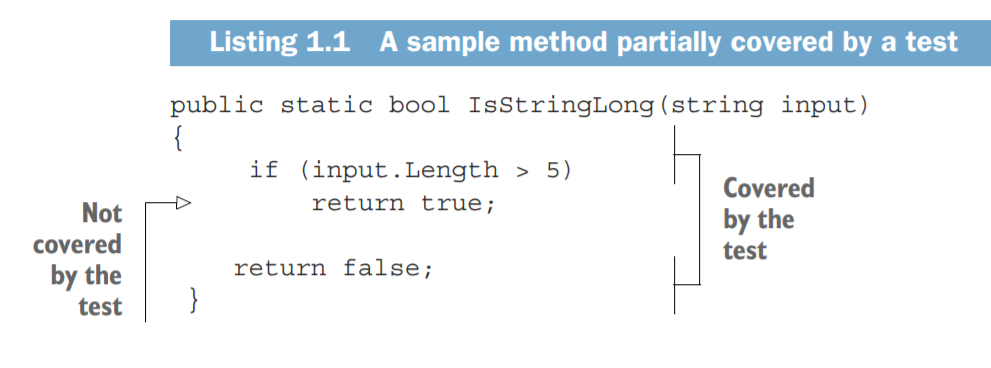 Listing 1.1 A sample method partially covered by a test
public static bool IsStringLong(string input)
{
if (input.Length > 5)
return true;
return false;
}
Not
covered
by the
test
Covered
by the
test